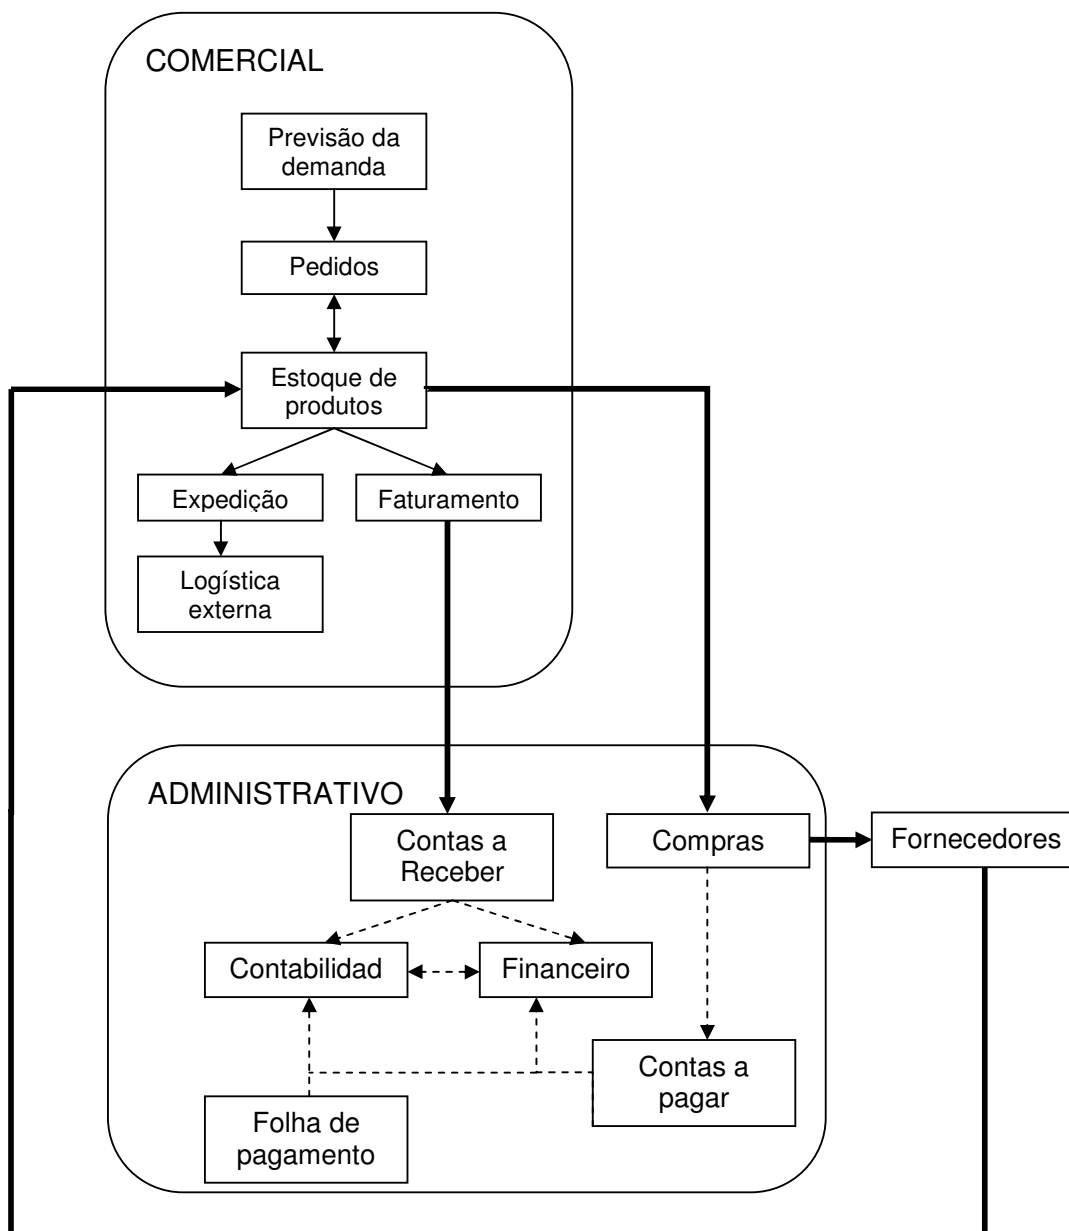 COMERCIAL
Previsão da
demanda
Pedidos
Estoque de
produtos
Expedição
Faturamento
Logística
externa
ADMINISTRATIVO
Contas a
Receber
Compras
Fornecedores
Contabilidad
Financeiro
Contas a
pagar
Folha de
pagamento